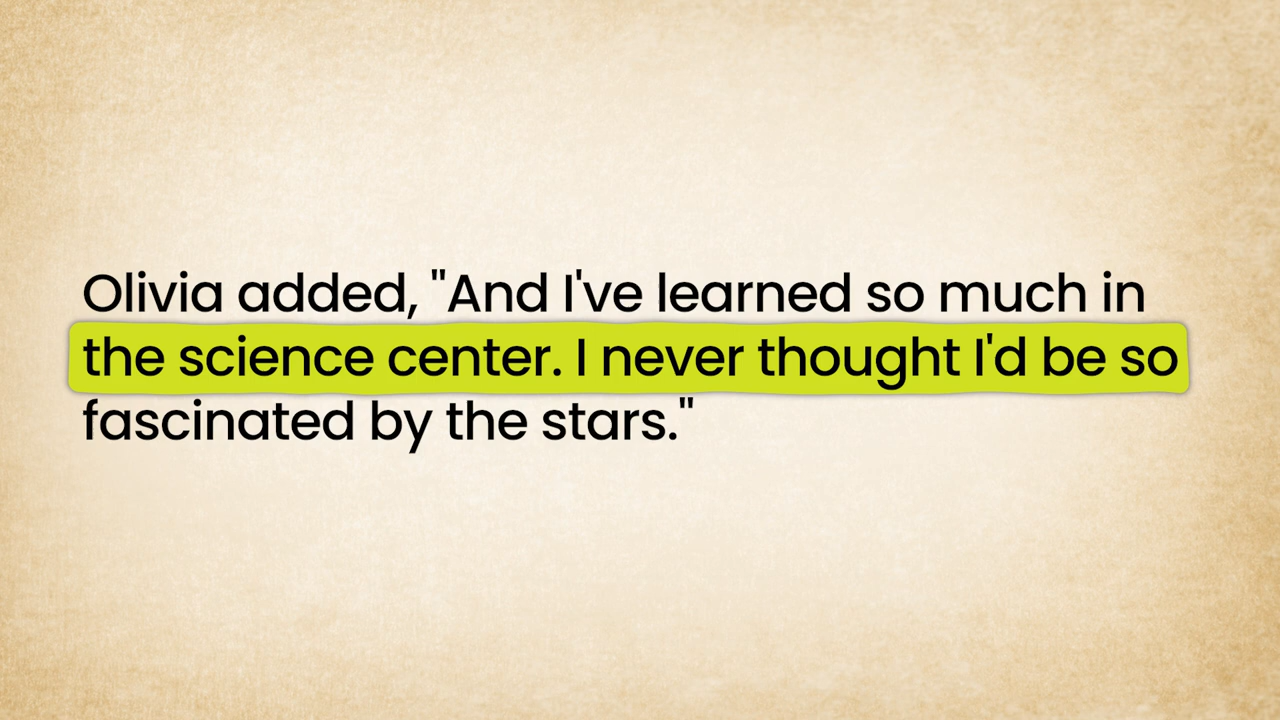 Olivia added, "And I've learned so much in
the science center. I never thought I'd be so
fascinated by the stars."